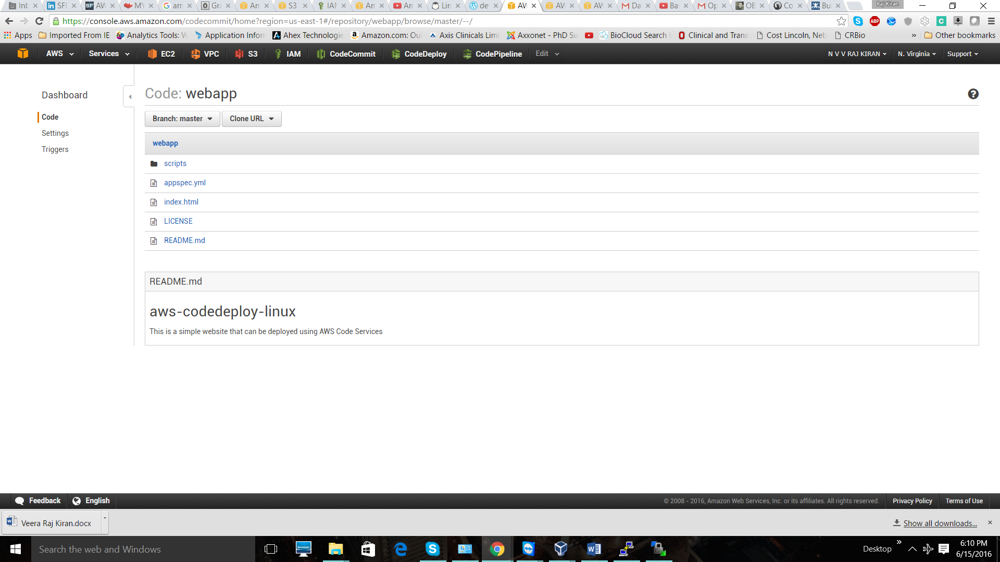 Inb SFD AW MY arn Gra An S3 IAM Am Am Lin de AW AW AW Da Ba Op OB Co Bu Raj Kiran
https://console.aws.amazon.com/codecommit/home?region=us-east-1#/repository/webapp/browse/master/--/
Apps Imported From IE Analytics Tools: W Application Infor Ahex Technologie Amazon.com: Ou Axis Clinicals Limi Axxonet - PhD Su BioCloud Search Clinical and Trans Cost Lincoln, Neb CRBio » Other bookmarks
AWS Services EC2 VPC S3 IAM CodeCommit CodeDeploy CodePipeline Edit N V V RAJ KIRAN N. Virginia Support
Dashboard
Code
Settings
Triggers
Code: webapp
Branch: master Clone URL
webapp
scripts
appspec.yml
index.html
LICENSE
README.md
README.md
aws-codedeploy-linux
This is a simple website that can be deployed using AWS Code Services
Feedback English © 2008 - 2016, Amazon Web Services, Inc. or its affiliates. All rights reserved. Privacy Policy Terms of Use
Veera Raj Kiran.docx Show all downloads...
Search the web and Windows Desktop » 6:10 PM
6/15/2016